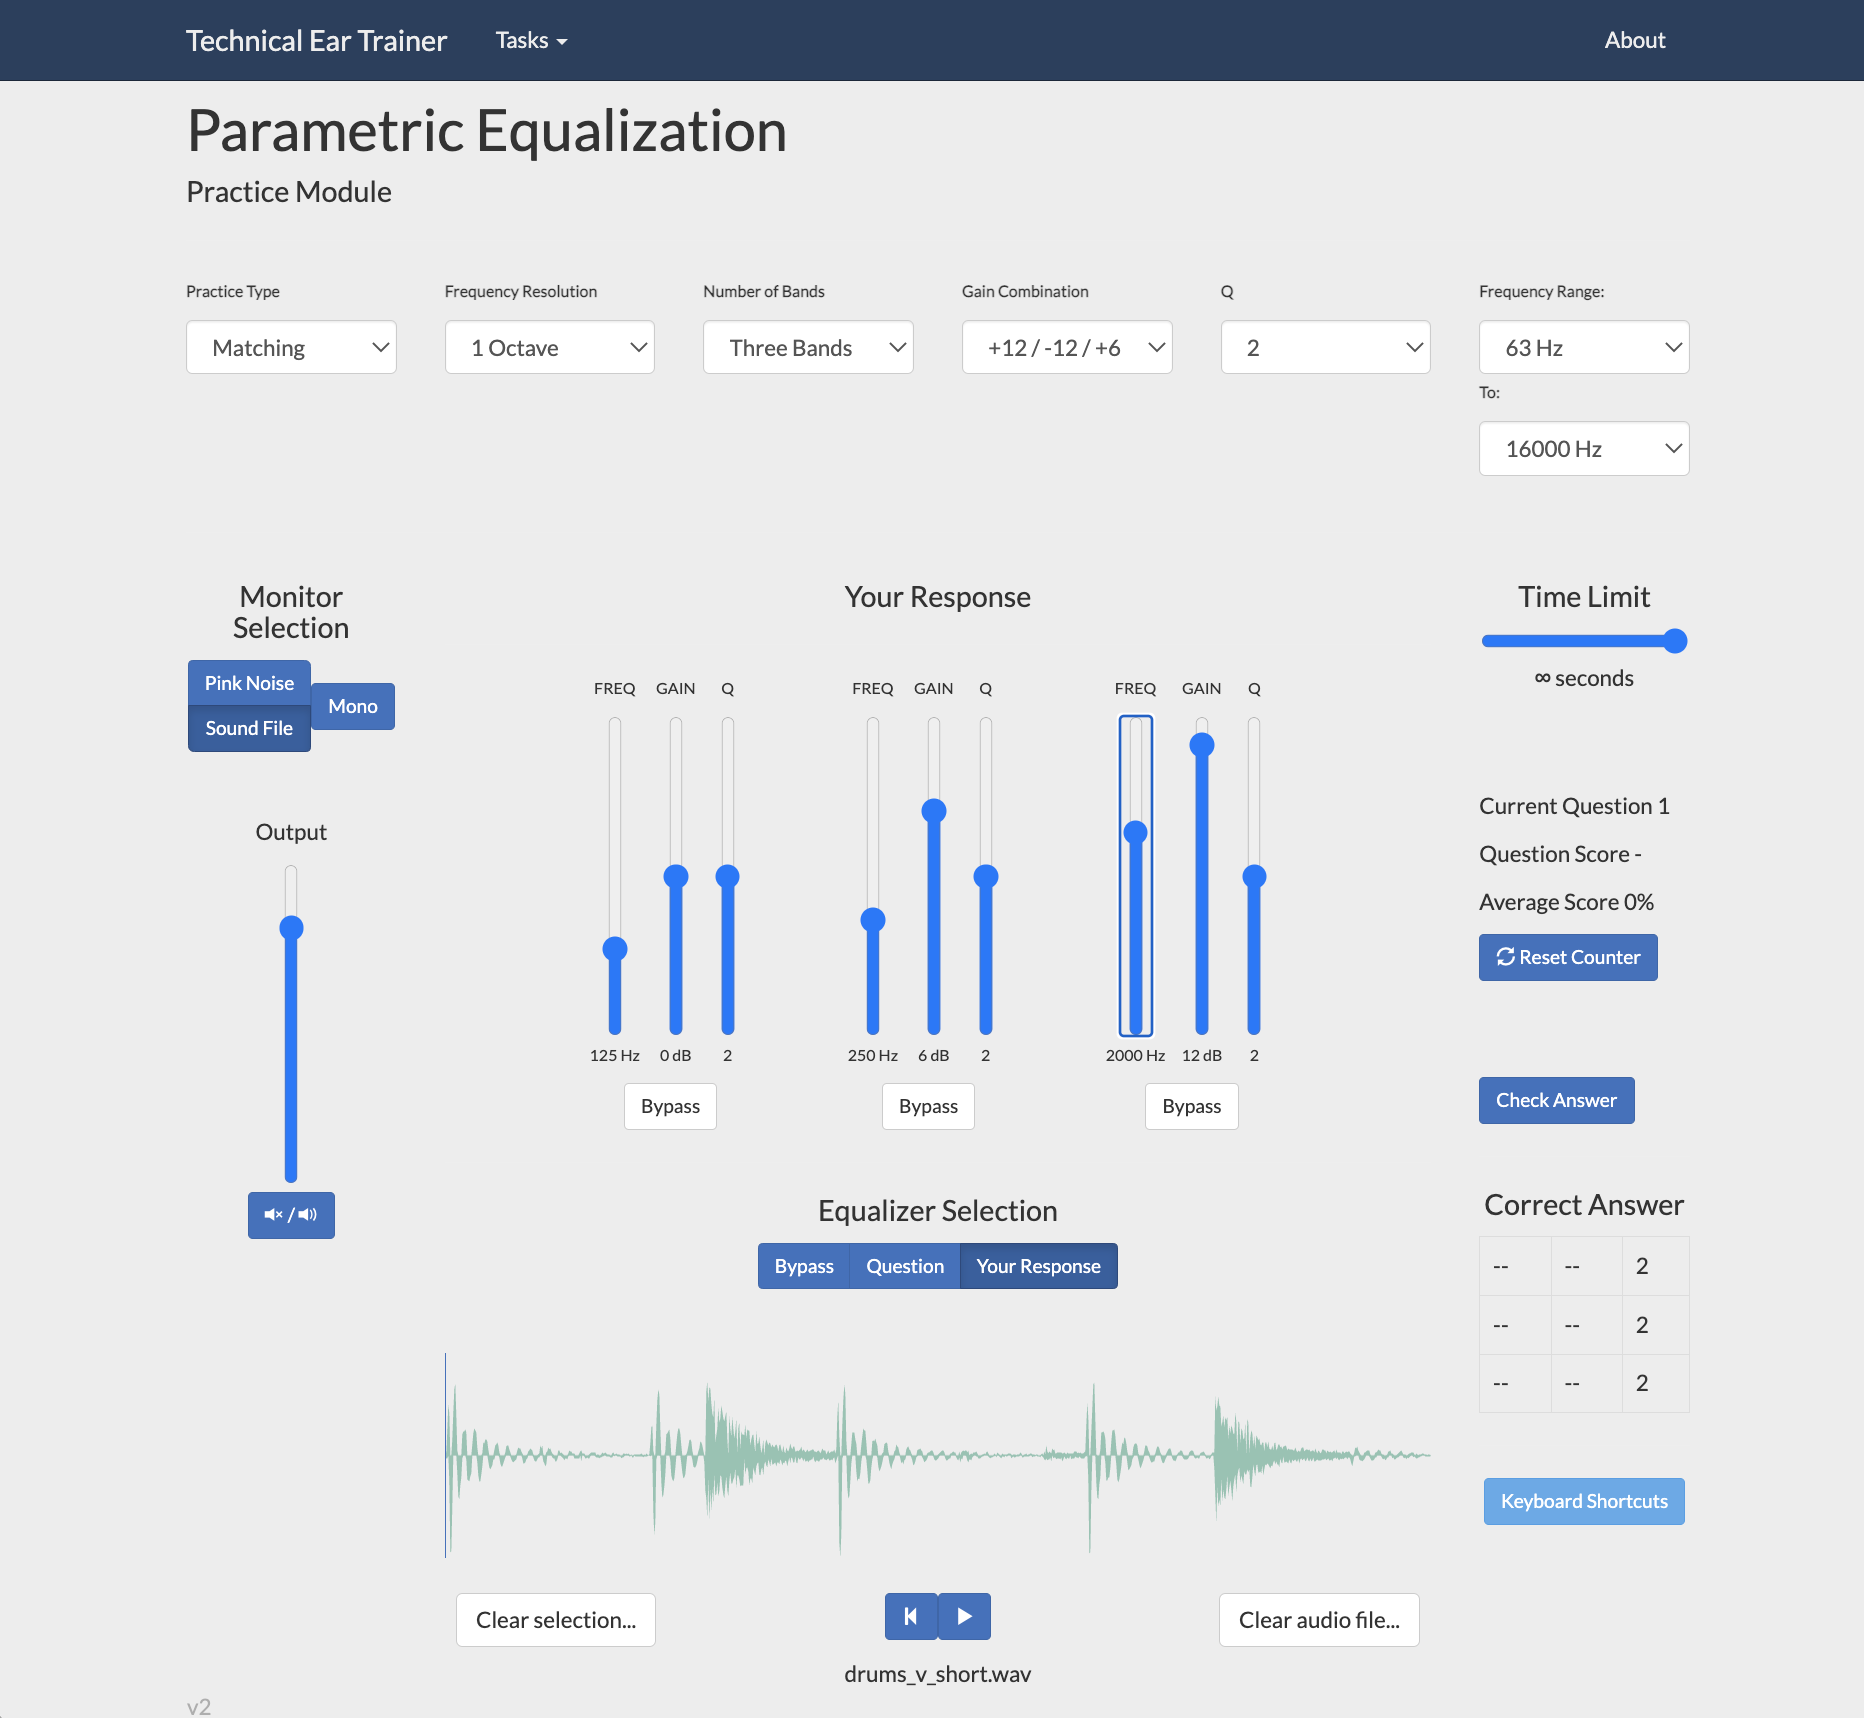 Technical Ear Trainer Tasks About
Parametric Equalization
Practice Module
Practice Type Frequency Resolution Number of Bands Gain Combination Q Frequency Range:
Matching 1 Octave Three Bands +12 / -12 / +6 2 63 Hz
To:
16000 Hz
Monitor
Selection
Pink Noise
Sound File
Mono
Output
Your Response
FREQ GAIN Q FREQ GAIN Q FREQ GAIN Q
125 Hz 0 dB 2 250 Hz 6 dB 2 2000 Hz 12 dB 2
Bypass Bypass Bypass
Time Limit
∞ seconds
Current Question 1
Question Score -
Average Score 0%
Reset Counter
Check Answer
Equalizer Selection
Bypass Question Your Response
Correct Answer
-- -- 2
-- -- 2
-- -- 2
Keyboard Shortcuts
Clear selection... Clear audio file...
drums_v_short.wav
v2